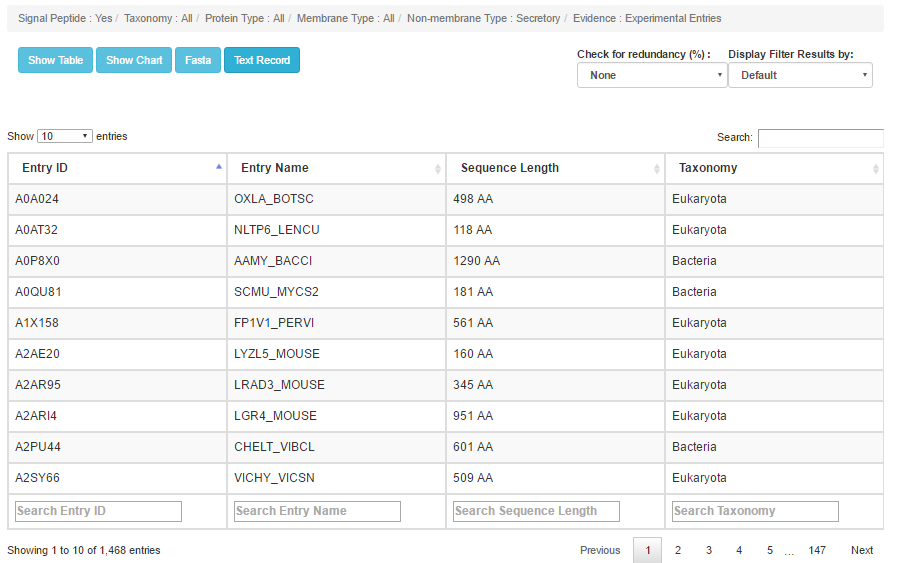 Signal Peptide : Yes / Taxonomy : All / Protein Type : All / Membrane Type : All / Non-membrane Type : Secretory / Evidence : Experimental Entries
Show Table Show Chart Fasta Text Record
Check for redundancy (%) : Display Filter Results by:
None Default
Show 10 entries Search:
Entry ID Entry Name Sequence Length Taxonomy
A0A024 OXLA_BOTSC 498 AA Eukaryota
A0AT32 NLTP6_LENCU 118 AA Eukaryota
A0P8X0 AAMY_BACCI 1290 AA Bacteria
A0QU81 SCMU_MYCS2 181 AA Bacteria
A1X158 FP1V1_PERVI 561 AA Eukaryota
A2AE20 LYZL5_MOUSE 160 AA Eukaryota
A2AR95 LRAD3_MOUSE 345 AA Eukaryota
A2ARI4 LGR4_MOUSE 951 AA Eukaryota
A2PU44 CHELT_VIBCL 601 AA Bacteria
A2SY66 VICHY_VICSN 509 AA Eukaryota
Search Entry ID Search Entry Name Search Sequence Length Search Taxonomy
Showing 1 to 10 of 1,468 entries Previous 1 2 3 4 5 ... 147 Next